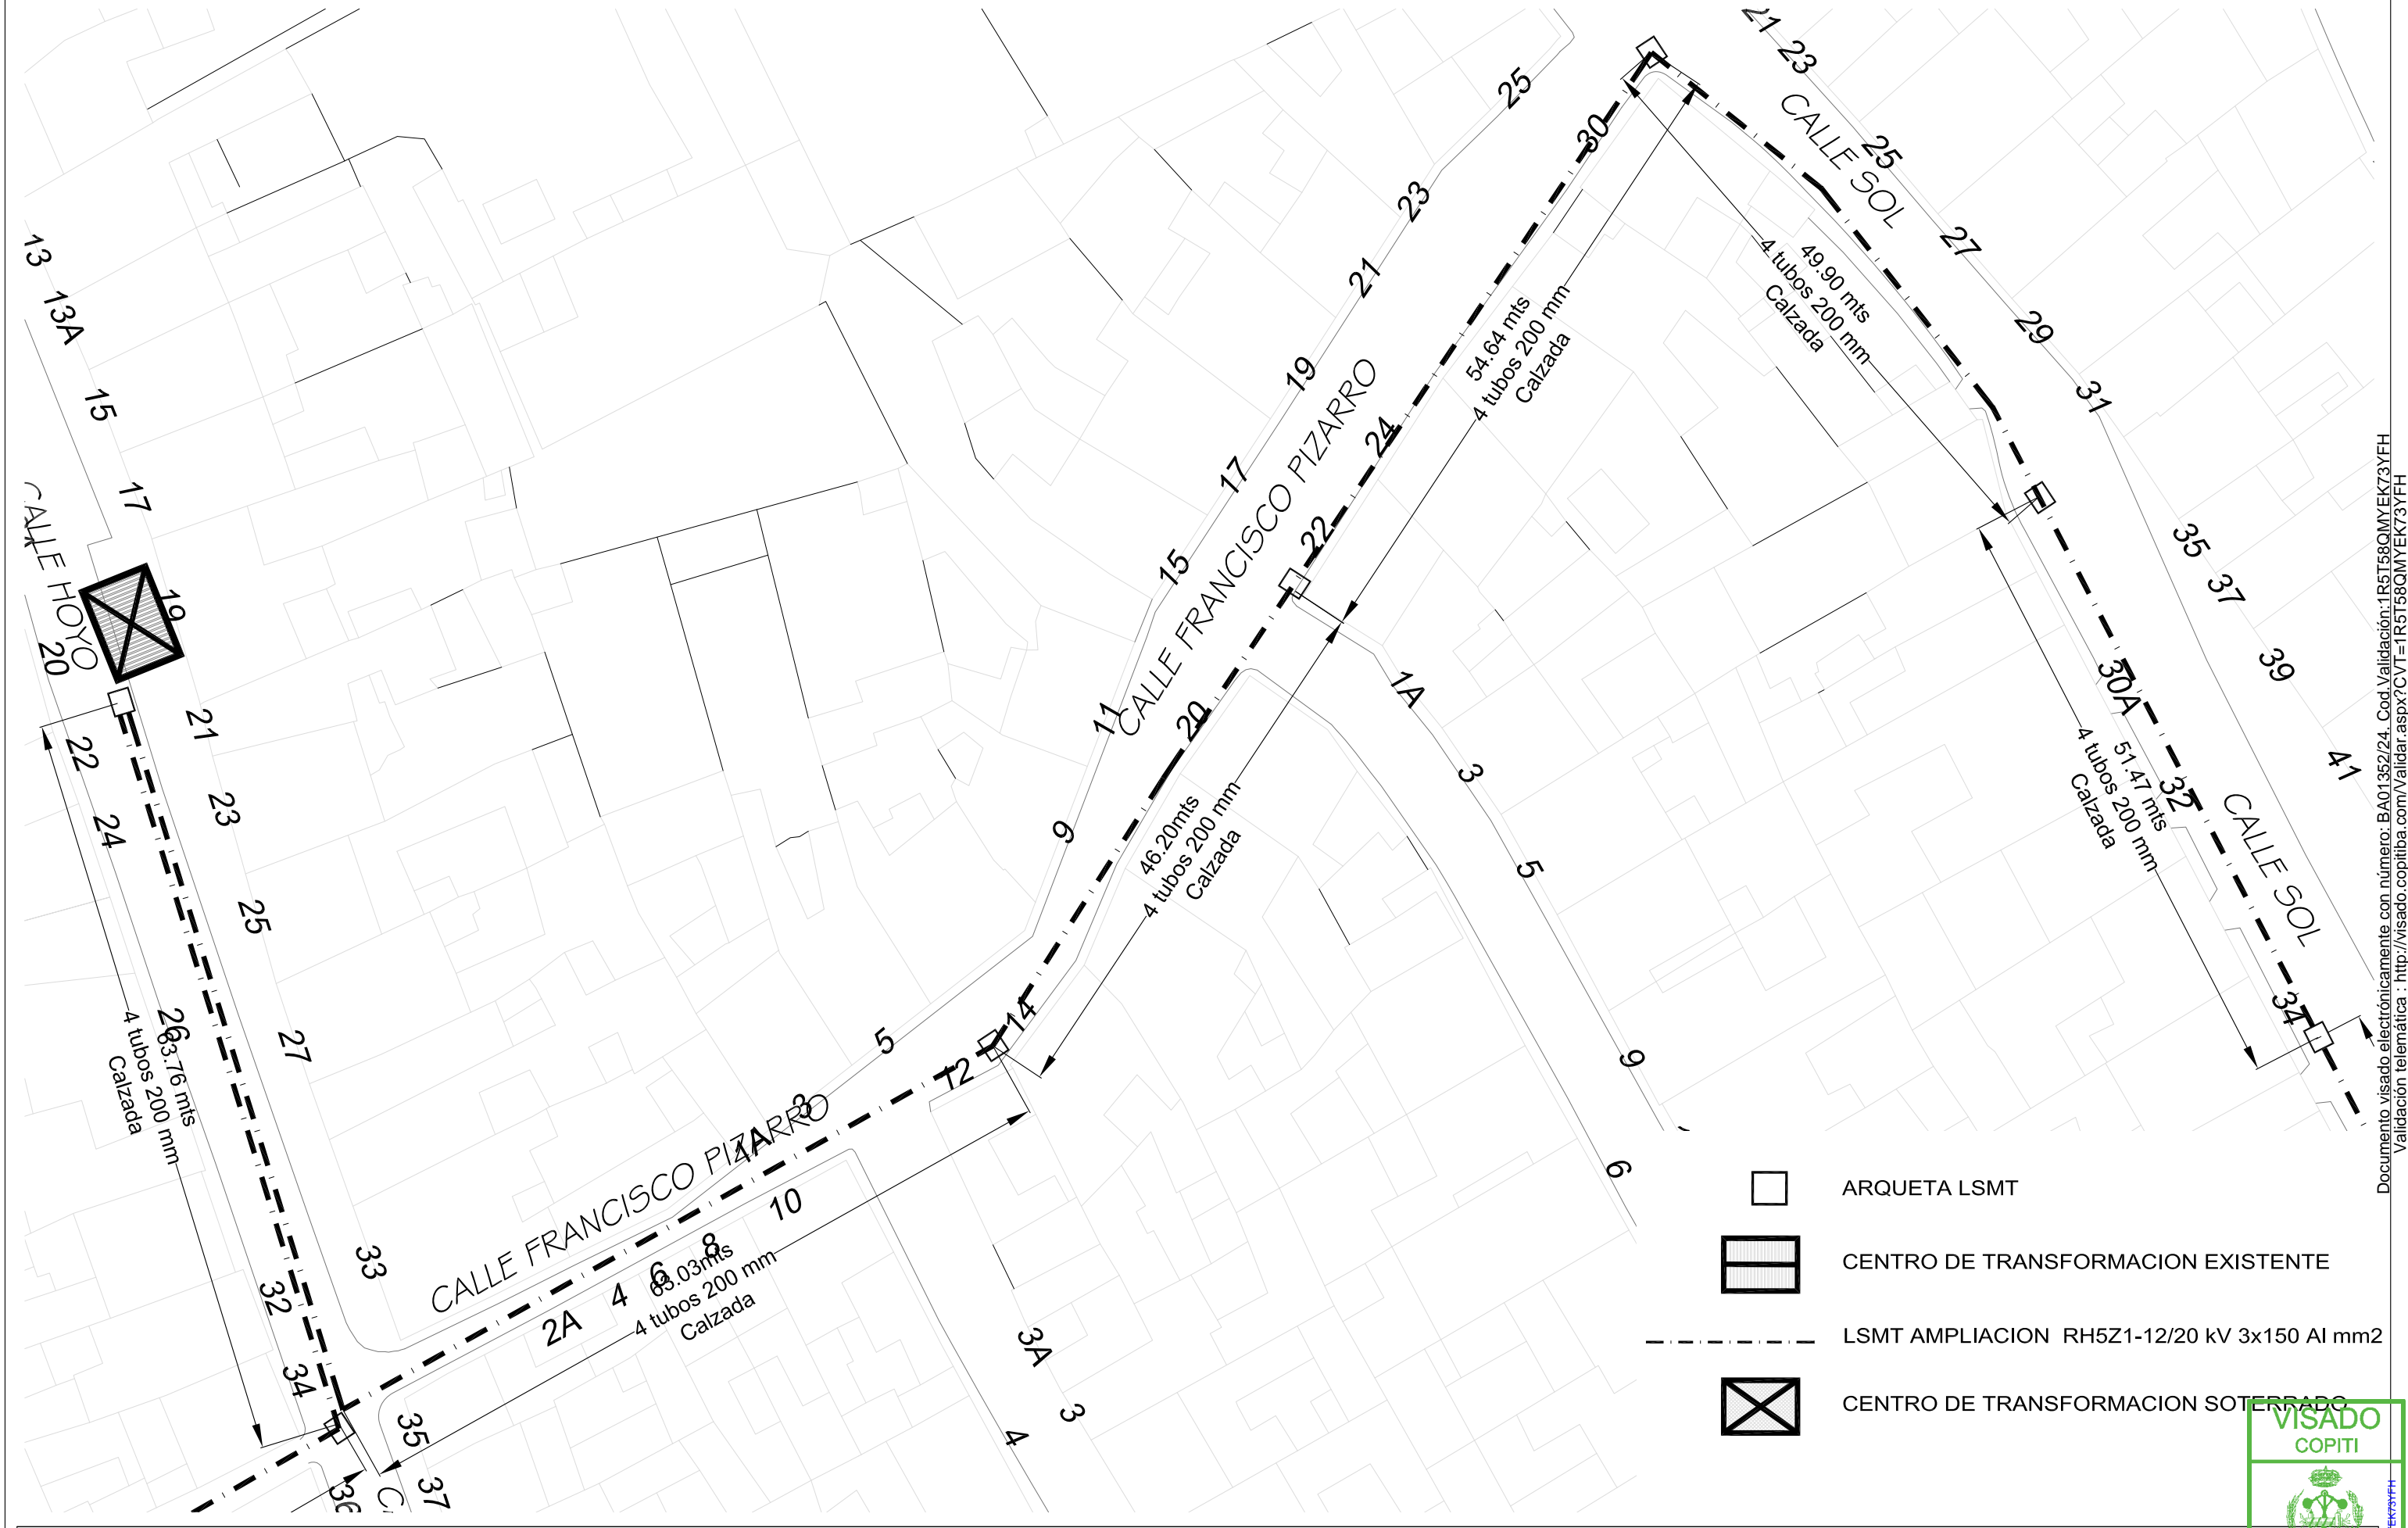 13
13A
15
17
19
21
23
25
27
33
35
37
CALLE HOYO
20
22
24
26
32
34
63.76 mts
4 tubos 200 mm
Calzada
CALLE FRANCISCO PIZARRO
1A
3
5
9
11
15
17
19
21
23
25
2A
4
6
8
10
12
14
20
22
24
30
63.03mts
4 tubos 200 mm
Calzada
46.20mts
4 tubos 200 mm
Calzada
CALLE FRANCISCO PIZARRO
54.64 mts
4 tubos 200 mm
Calzada
21
23
25
27
29
31
35
37
39
41
CALLE SOL
49.90 mts
4 tubos 200 mm
Calzada
30A
32
34
51.47 mts
4 tubos 200 mm
Calzada
CALLE SOL
1A
3
5
9
6
3A
3
4
ARQUETA LSMT
CENTRO DE TRANSFORMACION EXISTENTE
LSMT AMPLIACION RH5Z1-12/20 kV 3x150 Al mm2
CENTRO DE TRANSFORMACION SOTERRADO
VISADO
COPITI
Documento visado electrónicamente con número: BA01352/24. Cod.Validación:1R5T58QMYEK73YFH
Validación telemática : http://visado.copitiba.com/Validar.aspx?CVT=1R5T58QMYEK73YFH
EK73YFH